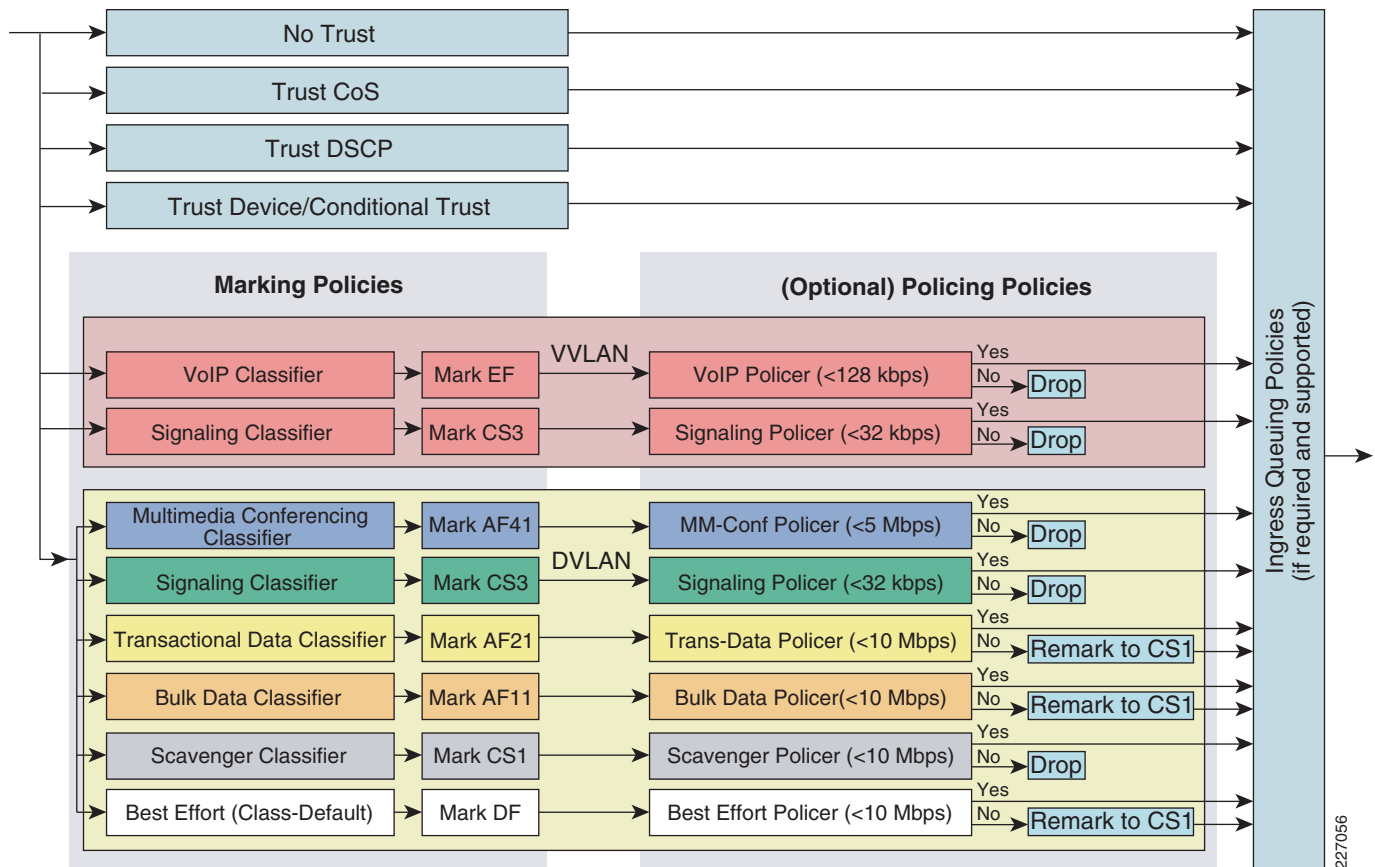 No Trust
Trust CoS
Trust DSCP
Trust Device/Conditional Trust
Marking Policies
(Optional) Policing Policies
VoIP Classifier
Mark EF
VVLAN
VoIP Policer (<128 kbps)
Yes
No
Drop
Signaling Classifier
Mark CS3
Signaling Policer (<32 kbps)
Yes
No
Drop
Multimedia Conferencing
Classifier
Mark AF41
MM-Conf Policer (<5 Mbps)
Yes
No
Drop
Signaling Classifier
Mark CS3
DVLAN
Signaling Policer (<32 kbps)
Yes
No
Drop
Transactional Data Classifier
Mark AF21
Trans-Data Policer (<10 Mbps)
Yes
No
Remark to CS1
Bulk Data Classifier
Mark AF11
Bulk Data Policer(<10 Mbps)
Yes
No
Remark to CS1
Scavenger Classifier
Mark CS1
Scavenger Policer (<10 Mbps)
Yes
No
Drop
Best Effort (Class-Default)
Mark DF
Best Effort Policer (<10 Mbps)
Yes
No
Remark to CS1
Ingress Queuing Policies
(if required and supported)
227056